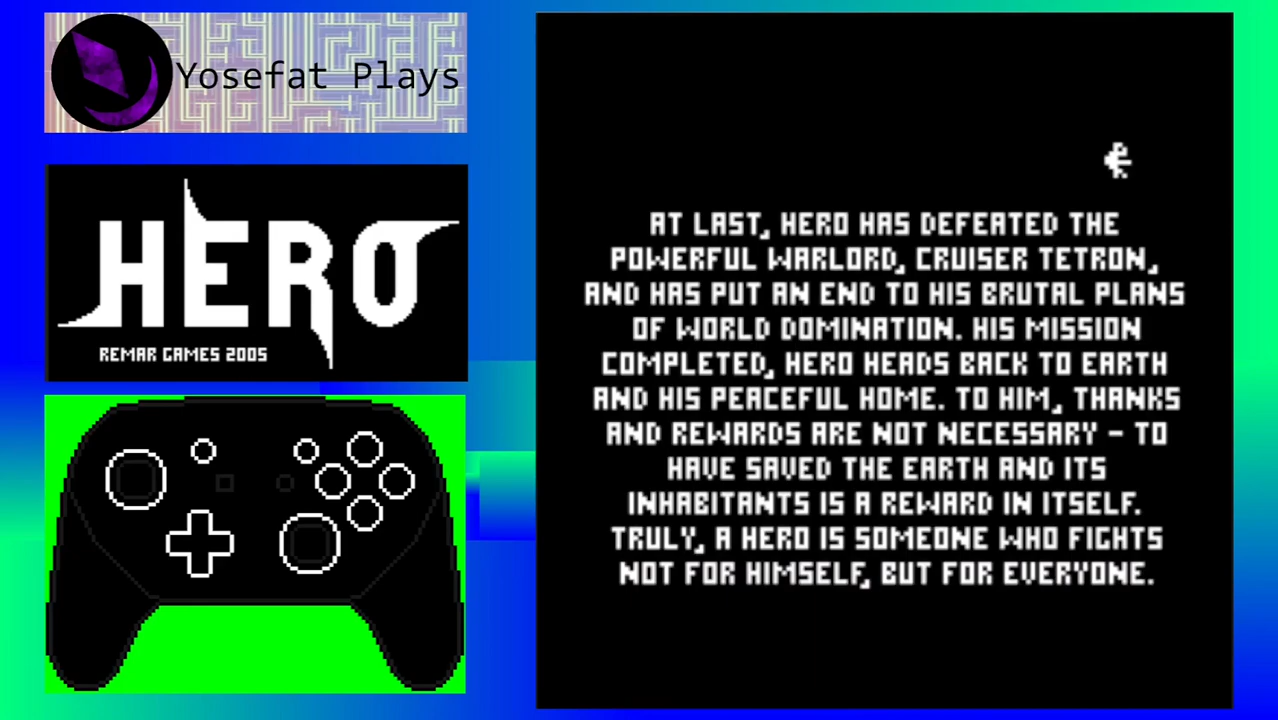 Yosefat Plays
HERO
REMAR GAMES 2005
AT LAST, HERO HAS DEFEATED THE
POWERFUL WARLORD, CRUISER TETRON,
AND HAS PUT AN END TO HIS BRUTAL PLANS
OF WORLD DOMINATION. HIS MISSION
COMPLETED, HERO HEADS BACK TO EARTH
AND HIS PEACEFUL HOME. TO HIM, THANKS
AND REWARDS ARE NOT NECESSARY - TO
HAVE SAVED THE EARTH AND ITS
INHABITANTS IS A REWARD IN ITSELF.
TRULY, A HERO IS SOMEONE WHO FIGHTS
NOT FOR HIMSELF, BUT FOR EVERYONE.